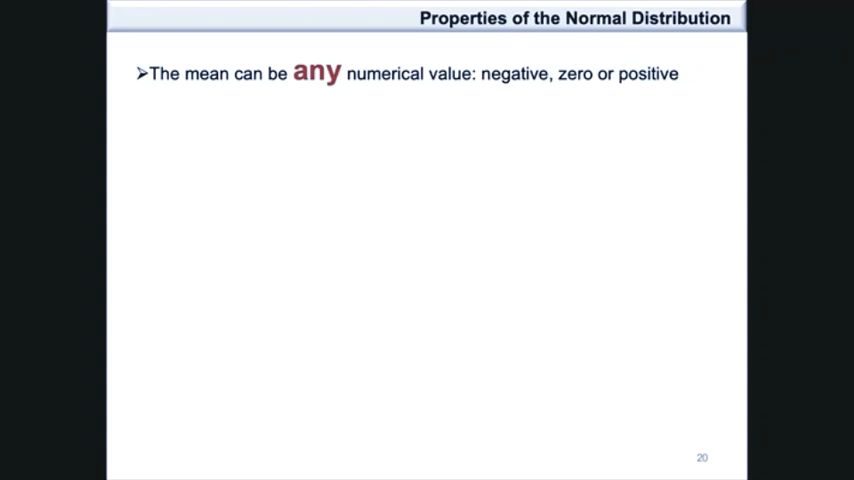 Properties of the Normal Distribution
➢The mean can be any numerical value: negative, zero or positive
20